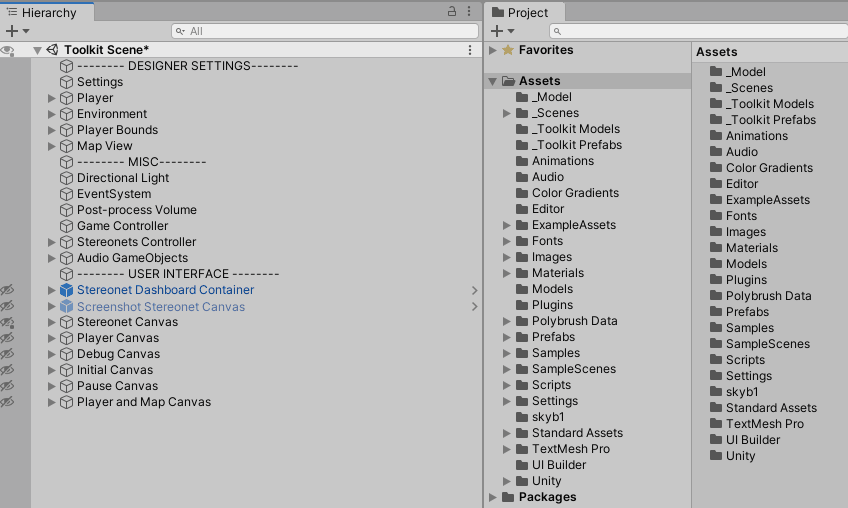 Hierarchy
All
Toolkit Scene*
-------- DESIGNER SETTINGS--------
Settings
Player
Environment
Player Bounds
Map View
-------- MISC--------
Directional Light
EventSystem
Post-process Volume
Game Controller
Stereonets Controller
Audio GameObjects
-------- USER INTERFACE --------
Stereonet Dashboard Container
Screenshot Stereonet Canvas
Stereonet Canvas
Player Canvas
Debug Canvas
Initial Canvas
Pause Canvas
Player and Map Canvas
Project
Favorites
Assets
_Model
_Scenes
_Toolkit Models
_Toolkit Prefabs
Animations
Audio
Color Gradients
Editor
ExampleAssets
Fonts
Images
Materials
Models
Plugins
Polybrush Data
Prefabs
Samples
SampleScenes
Scripts
Settings
skyb1
Standard Assets
TextMesh Pro
UI Builder
Unity
Packages
Assets
_Model
_Scenes
_Toolkit Models
_Toolkit Prefabs
Animations
Audio
Color Gradients
Editor
ExampleAssets
Fonts
Images
Materials
Models
Plugins
Polybrush Data
Prefabs
Samples
SampleScenes
Scripts
Settings
skyb1
Standard Assets
TextMesh Pro
UI Builder
Unity